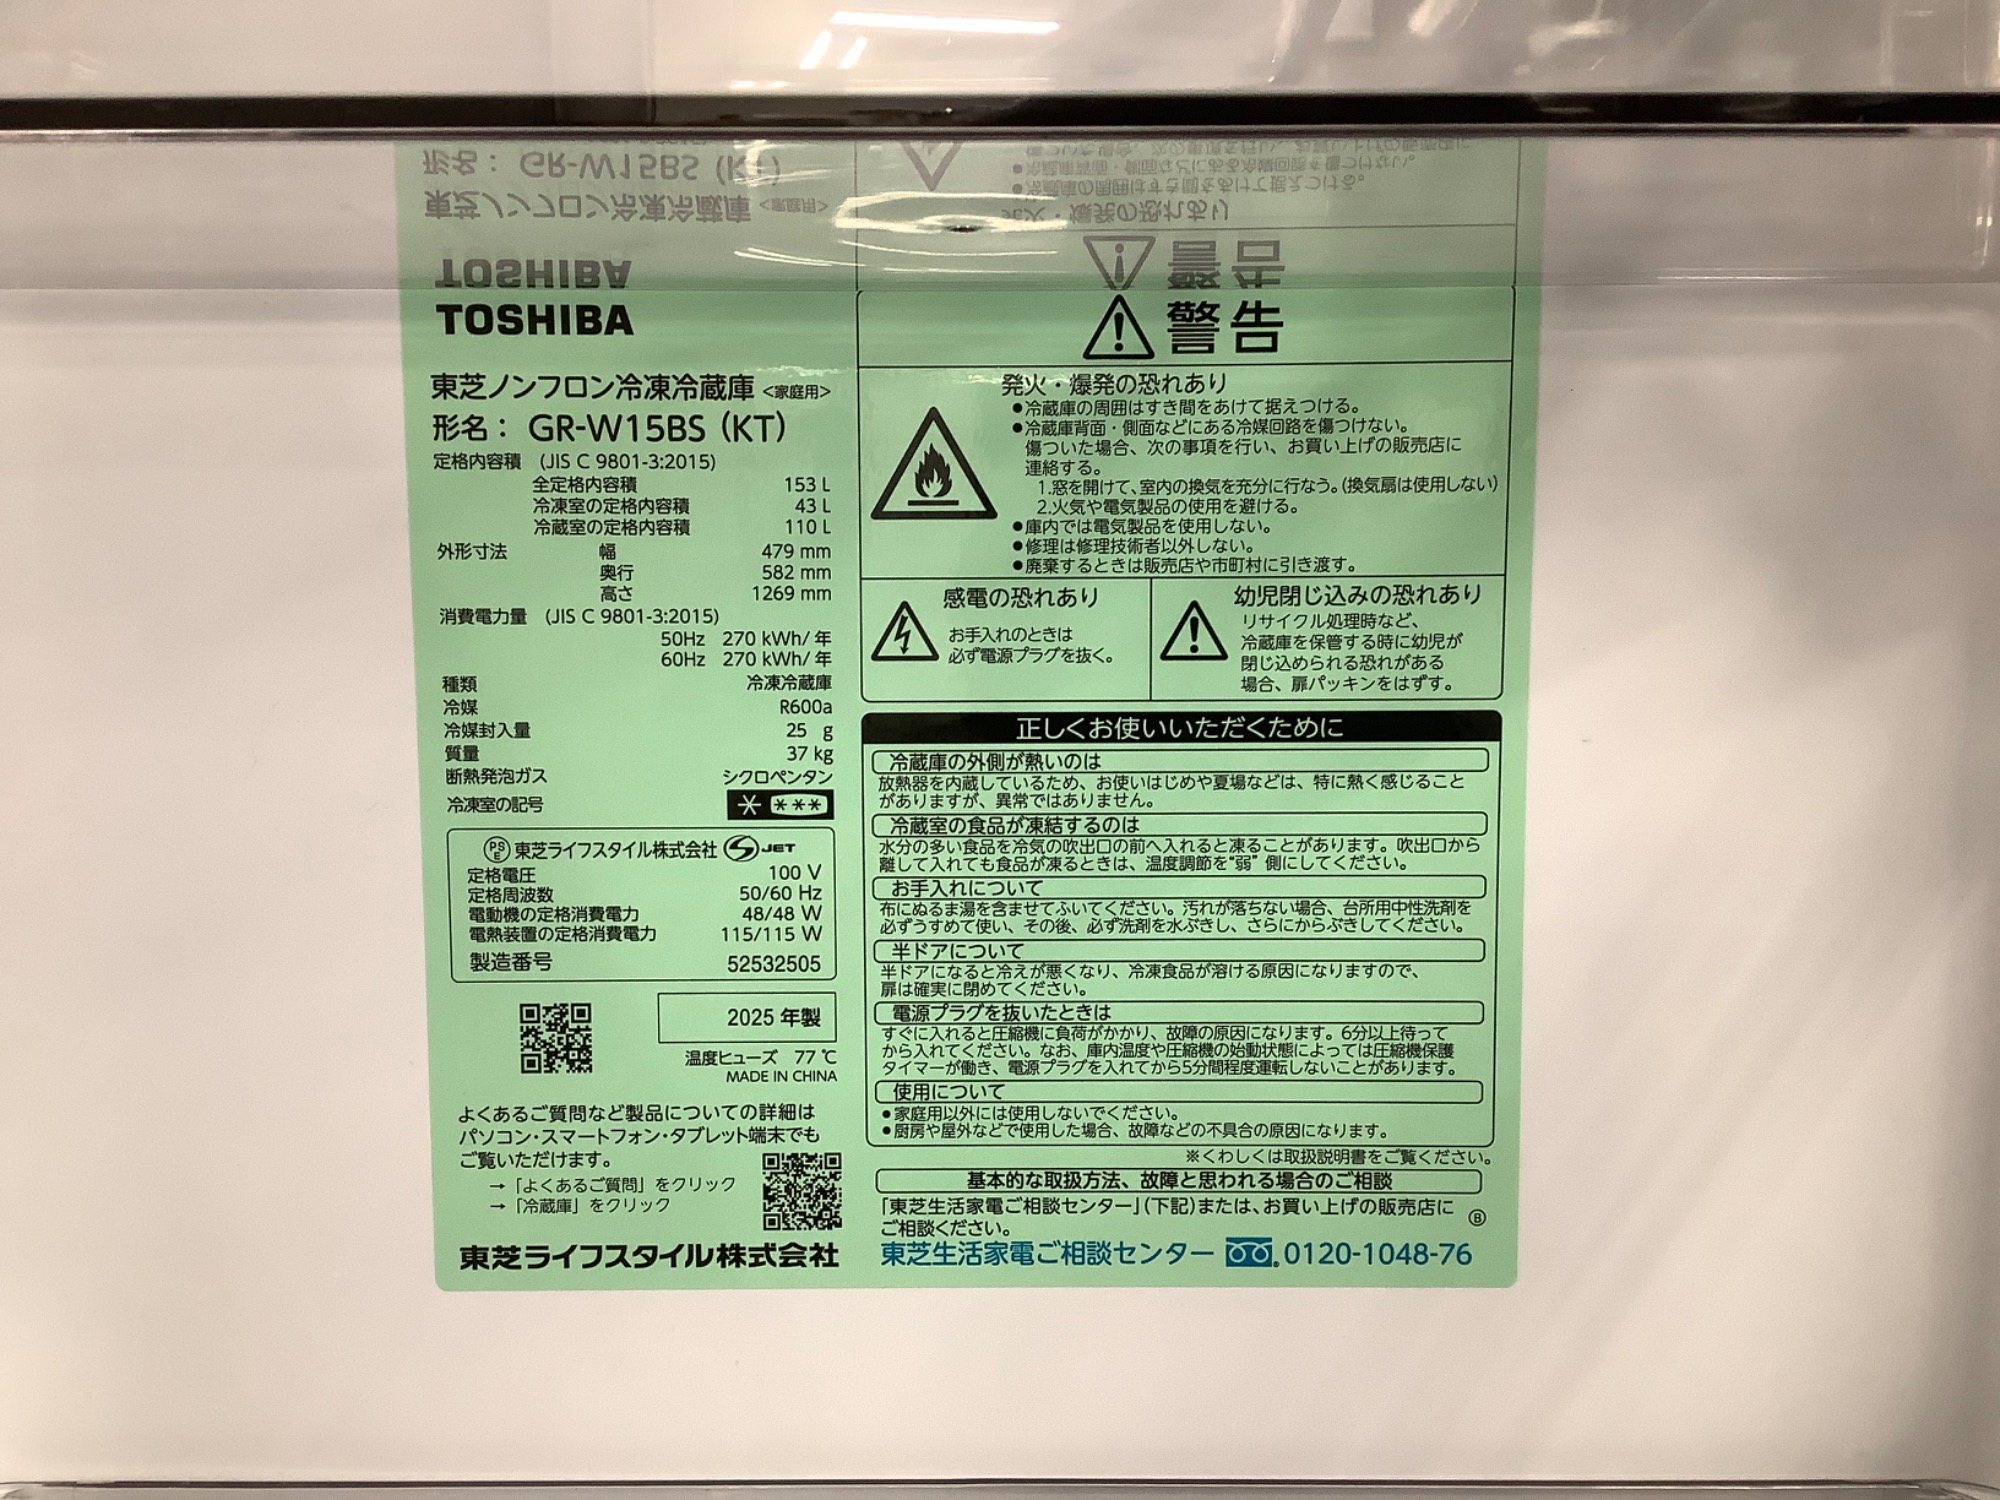 TOSHIBA
東芝ノンフロン冷凍冷蔵庫 <家庭用>
形名： GR-W15BS (KT)
定格内容積 (JIS C 9801-3:2015)
全定格内容積 153 L
冷凍室の定格内容積 43 L
冷蔵室の定格内容積 110 L
外形寸法 幅 479 mm
奥行 582 mm
高さ 1269 mm
消費電力量 (JIS C 9801-3:2015)
50Hz 270 kWh/年
60Hz 270 kWh/年
種類 冷凍冷蔵庫
冷媒 R600a
冷媒封入量 25 g
質量 37 kg
断熱発泡ガス シクロペンタン
冷凍室の記号 * ***
PSE 東芝ライフスタイル株式会社 JET
定格電圧 100 V
定格周波数 50/60 Hz
電動機の定格消費電力 48/48 W
電熱装置の定格消費電力 115/115 W
製造番号 52532505
2025 年製
温度ヒューズ 77 ℃
MADE IN CHINA
よくあるご質問など製品についての詳細は
パソコン・スマートフォン・タブレット端末でも
ご覧いただけます。
→「よくあるご質問」をクリック
→「冷蔵庫」をクリック
東芝ライフスタイル株式会社
警告
発火・爆発の恐れあり
●冷蔵庫の周囲はすき間をあけて据えつける。
●冷蔵庫背面・側面などにある冷媒回路を傷つけない。
傷ついた場合、次の事項を行い、お買い上げの販売店に
連絡する。
1.窓を開けて、室内の換気を充分に行なう。(換気扇は使用しない)
2.火気や電気製品の使用を避ける。
●庫内では電気製品を使用しない。
●修理は修理技術者以外しない。
●廃棄するときは販売店や市町村に引き渡す。
感電の恐れあり
お手入れのときは
必ず電源プラグを抜く。
幼児閉じ込みの恐れあり
リサイクル処理時など、
冷蔵庫を保管する時に幼児が
閉じ込められる恐れがある
場合、扉パッキンをはずす。
正しくお使いいただくために
冷蔵庫の外側が熱いのは
放熱器を内蔵しているため、お使いはじめや夏場などは、特に熱く感じること
がありますが、異常ではありません。
冷蔵室の食品が凍結するのは
水分の多い食品を冷気の吹出口の前へ入れると凍ることがあります。吹出口から
離して入れても食品が凍るときは、温度調節を“弱”側にしてください。
お手入れについて
布にぬるま湯を含ませてふいてください。汚れが落ちない場合、台所用中性洗剤を
必ずうすめて使い、その後、必ず洗剤を水ぶきし、さらにからぶきしてください。
半ドアについて
半ドアになると冷えが悪くなり、冷凍食品が溶ける原因になりますので、
扉は確実に閉めてください。
電源プラグを抜いたときは
すぐに入れると圧縮機に負荷がかかり、故障の原因になります。6分以上待って
から入れてください。なお、庫内温度や圧縮機の始動状態によっては圧縮機保護
タイマーが働き、電源プラグを入れてから5分間程度運転しないことがあります。
使用について
●家庭用以外には使用しないでください。
●厨房や屋外などで使用した場合、故障などの不具合の原因になります。
※くわしくは取扱説明書をご覧ください。
基本的な取扱方法、故障と思われる場合のご相談
「東芝生活家電ご相談センター」(下記)または、お買い上げの販売店に
ご相談ください。 Ⓑ
東芝生活家電ご相談センター 0120-1048-76